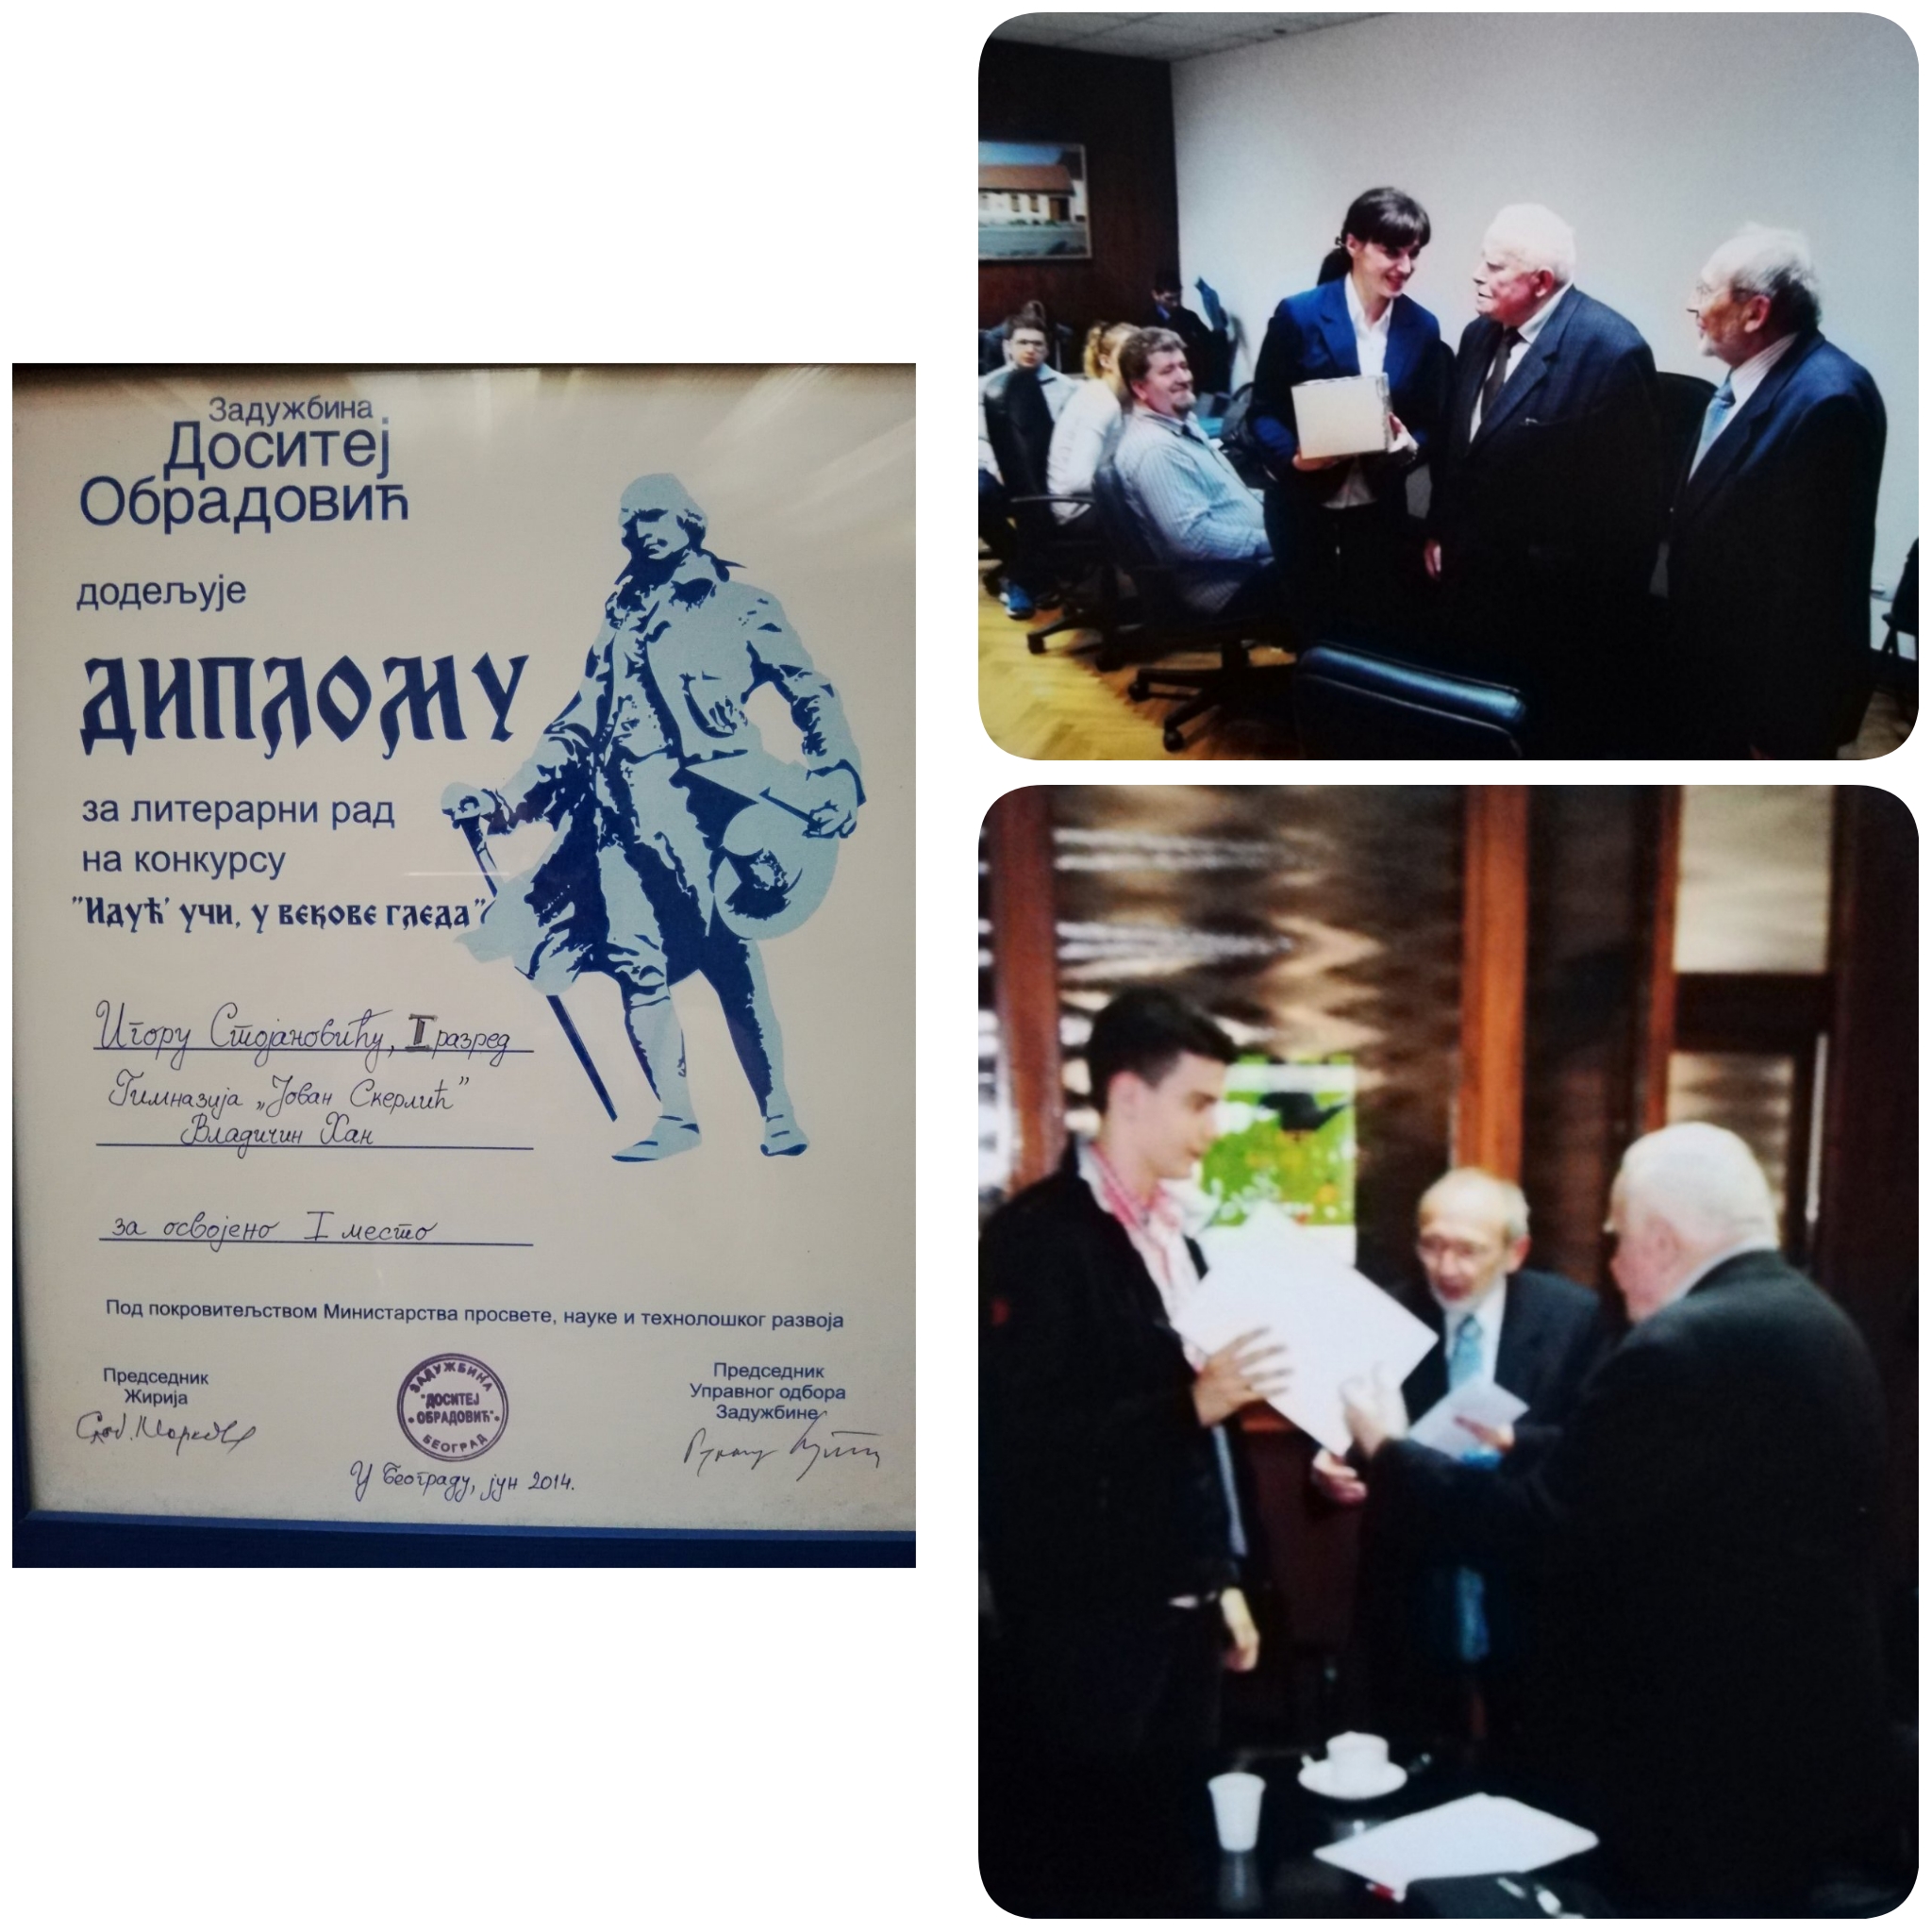 Задужбина
Доситеј
Обрадовић
додељује
ДИПЛОМУ
за литерарни рад
на конкурсу
"Идућ' учи, у векове гледа"
Игору Стојановићу, I разред
Гимназија „Јован Скерлић”
Владичин Хан
за освојено I место
Под покровитељством Министарства просвете, науке и технолошког развоја
Председник
Жирија
ЗАДУЖБИНА
"ДОСИТЕЈ
ОБРАДОВИЋ"
БЕОГРАД
Председник
Управног одбора
Задужбине
У Београду, јун 2014.